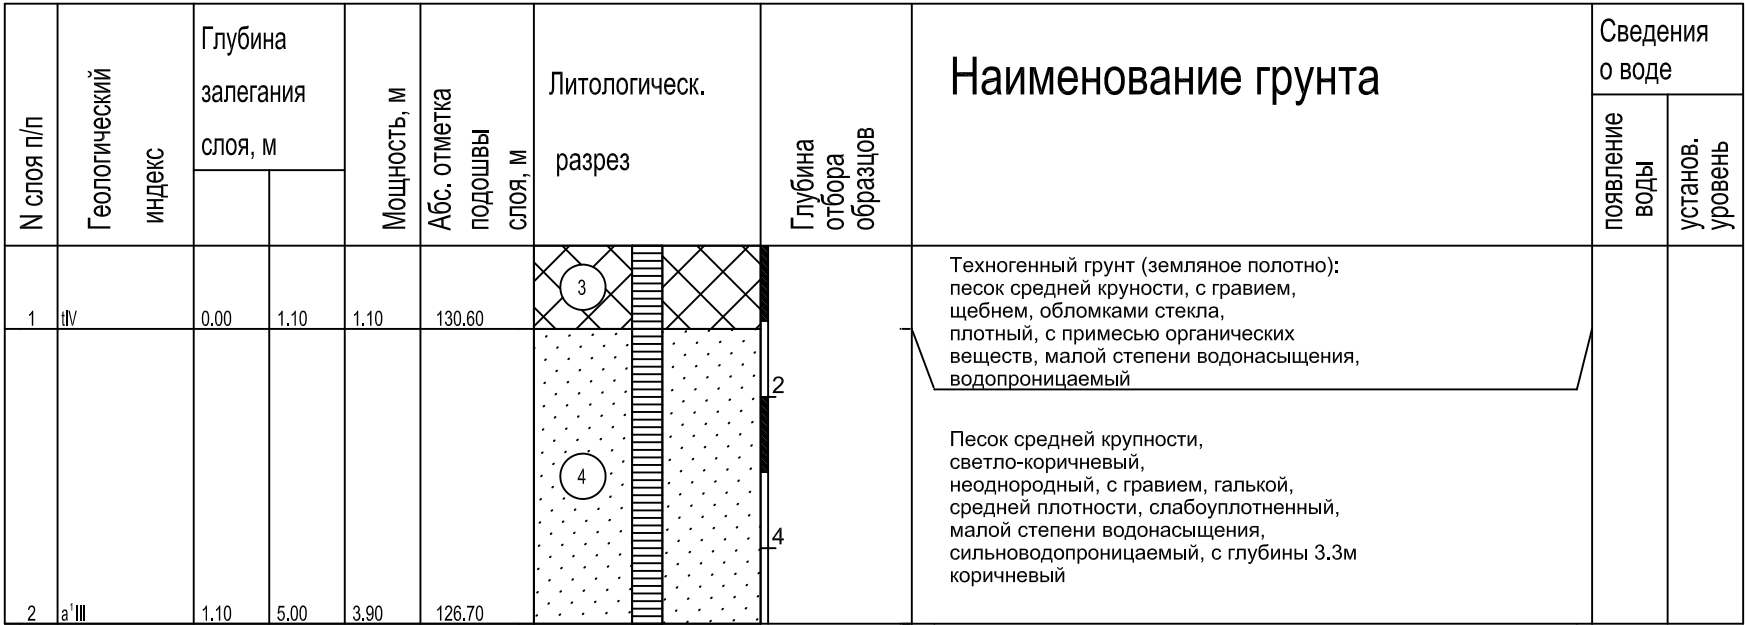 N слоя п/п
Геологический
индекс
Глубина
залегания
слоя, м
Мощность, м
Абс. отметка
подошвы
слоя, м
Литологическ.
разрез
Глубина
отбора
образцов
Наименование грунта
Сведения
о воде
появление
воды
установ.
уровень
1 tIV 0.00 1.10 1.10 130.60
3
Техногенный грунт (земляное полотно):
песок средней круности, с гравием,
щебнем, обломками стекла,
плотный, с примесью органических
веществ, малой степени водонасыщения,
водопроницаемый
2
4
4
Песок средней крупности,
светло-коричневый,
неоднородный, с гравием, галькой,
средней плотности, слабоуплотненный,
малой степени водонасыщения,
сильноводопроницаемый, с глубины 3.3м
коричневый
2 a¹III 1.10 5.00 3.90 126.70